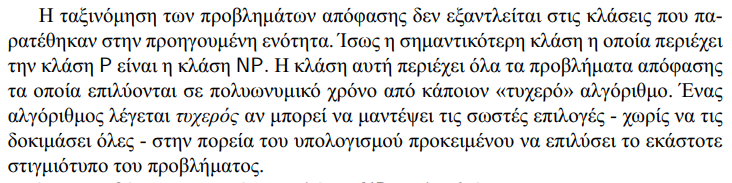 Η ταξινόμηση των προβλημάτων απόφασης δεν εξαντλείται στις κλάσεις που πα-
ρατέθηκαν στην προηγουμένη ενότητα. Ίσως η σημαντικότερη κλάση η οποία περιέχει
την κλάση P είναι η κλάση NP. Η κλάση αυτή περιέχει όλα τα προβλήματα απόφασης
τα οποία επιλύονται σε πολυωνυμικό χρόνο από κάποιον «τυχερό» αλγόριθμο. Ένας
αλγόριθμος λέγεται τυχερός αν μπορεί να μαντέψει τις σωστές επιλογές - χωρίς να τις
δοκιμάσει όλες - στην πορεία του υπολογισμού προκειμένου να επιλύσει το εκάστοτε
στιγμιότυπο του προβλήματος.